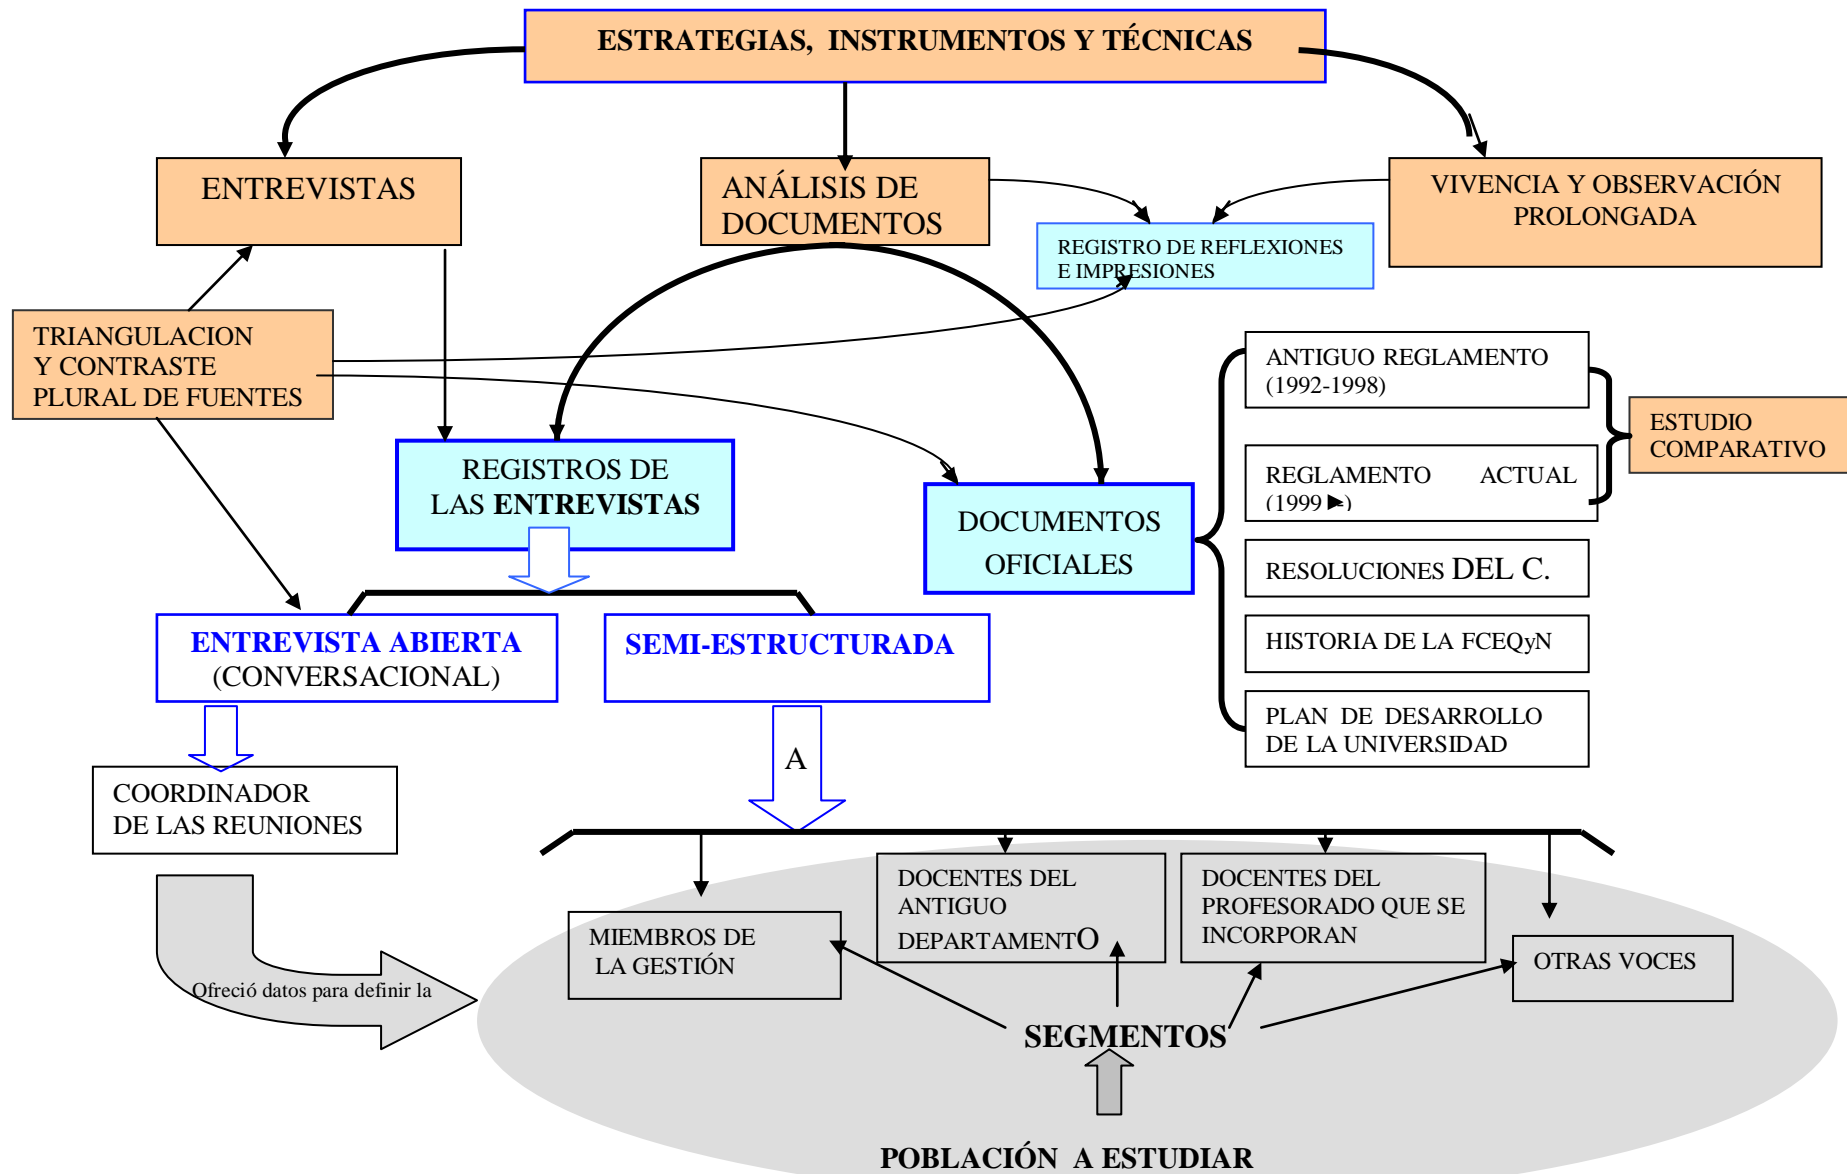 ESTRATEGIAS, INSTRUMENTOS Y TÉCNICAS
ENTREVISTAS
ANÁLISIS DE
DOCUMENTOS
VIVENCIA Y OBSERVACIÓN
PROLONGADA
REGISTRO DE REFLEXIONES
E IMPRESIONES
TRIANGULACION
Y CONTRASTE
PLURAL DE FUENTES
ANTIGUO REGLAMENTO
(1992-1998)
ESTUDIO
COMPARATIVO
REGLAMENTO ACTUAL
(1999 ►)
REGISTROS DE
LAS ENTREVISTAS
DOCUMENTOS
OFICIALES
RESOLUCIONES DEL C.
HISTORIA DE LA FCEQyN
PLAN DE DESARROLLO
DE LA UNIVERSIDAD
ENTREVISTA ABIERTA
(CONVERSACIONAL)
SEMI-ESTRUCTURADA
A
COORDINADOR
DE LAS REUNIONES
Ofreció datos para definir la
MIEMBROS DE
LA GESTIÓN
DOCENTES DEL
ANTIGUO
DEPARTAMENTO
DOCENTES DEL
PROFESORADO QUE SE
INCORPORAN
OTRAS VOCES
SEGMENTOS
POBLACIÓN A ESTUDIAR